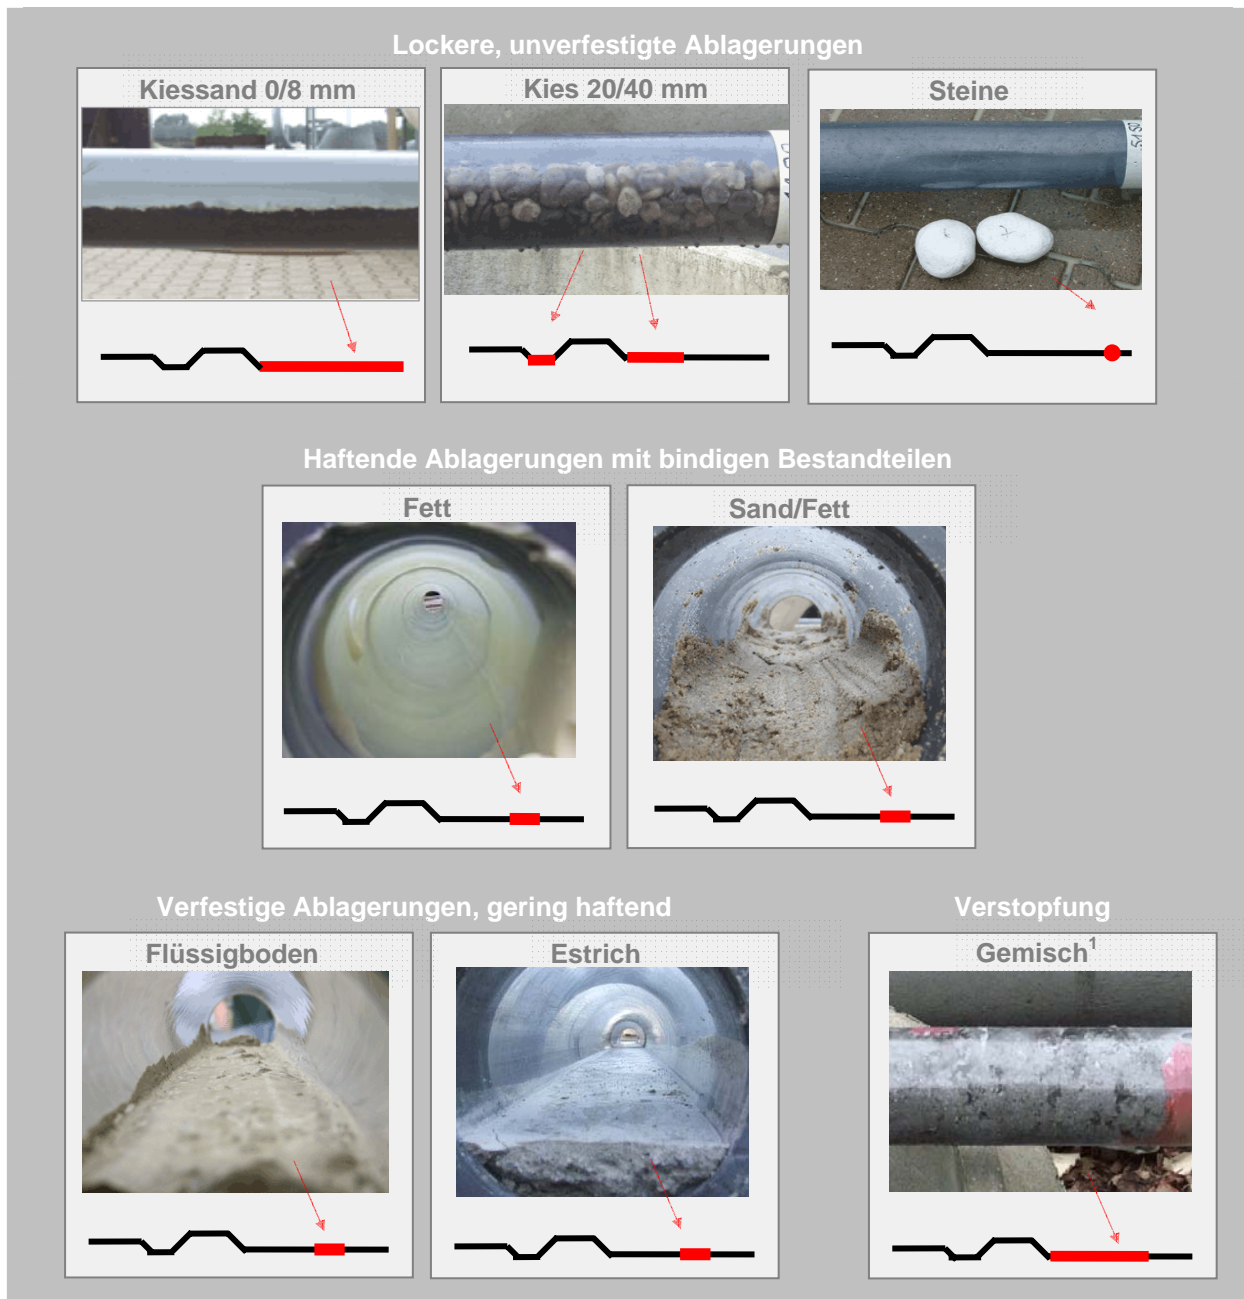 Lockere, unverfestigte Ablagerungen
Kiessand 0/8 mm
Kies 20/40 mm
Steine
Haftende Ablagerungen mit bindigen Bestandteilen
Fett
Sand/Fett
Verfestige Ablagerungen, gering haftend
Verstopfung
Flüssigboden
Estrich
Gemisch¹